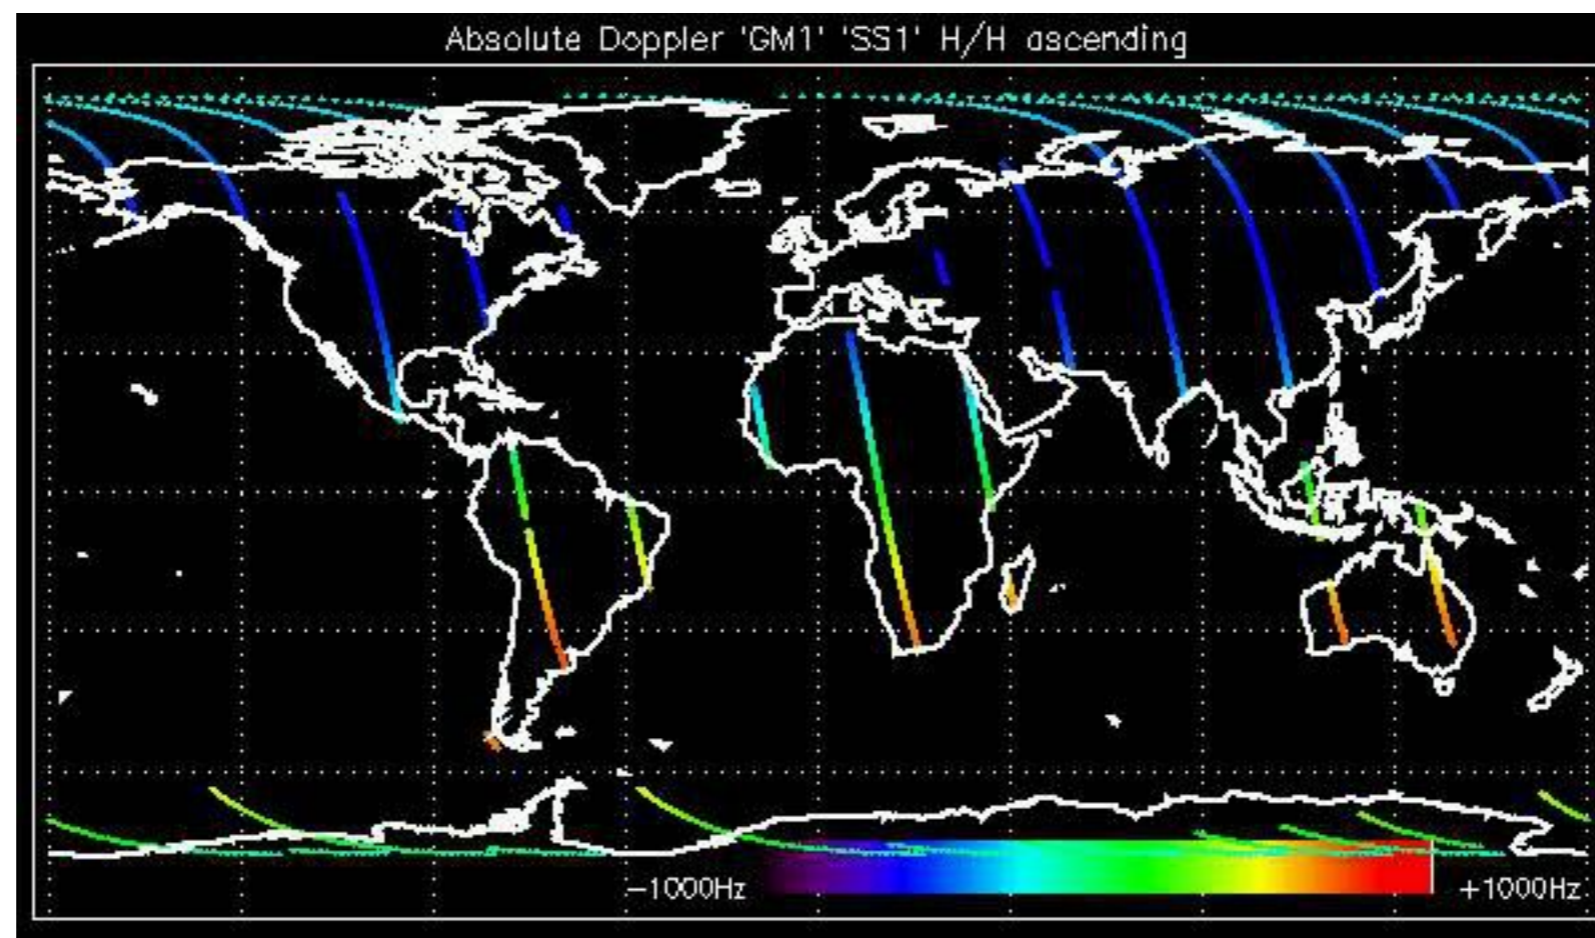 Absolute Doppler 'GM1' 'SS1' H/H ascending
-1000Hz
+1000Hz